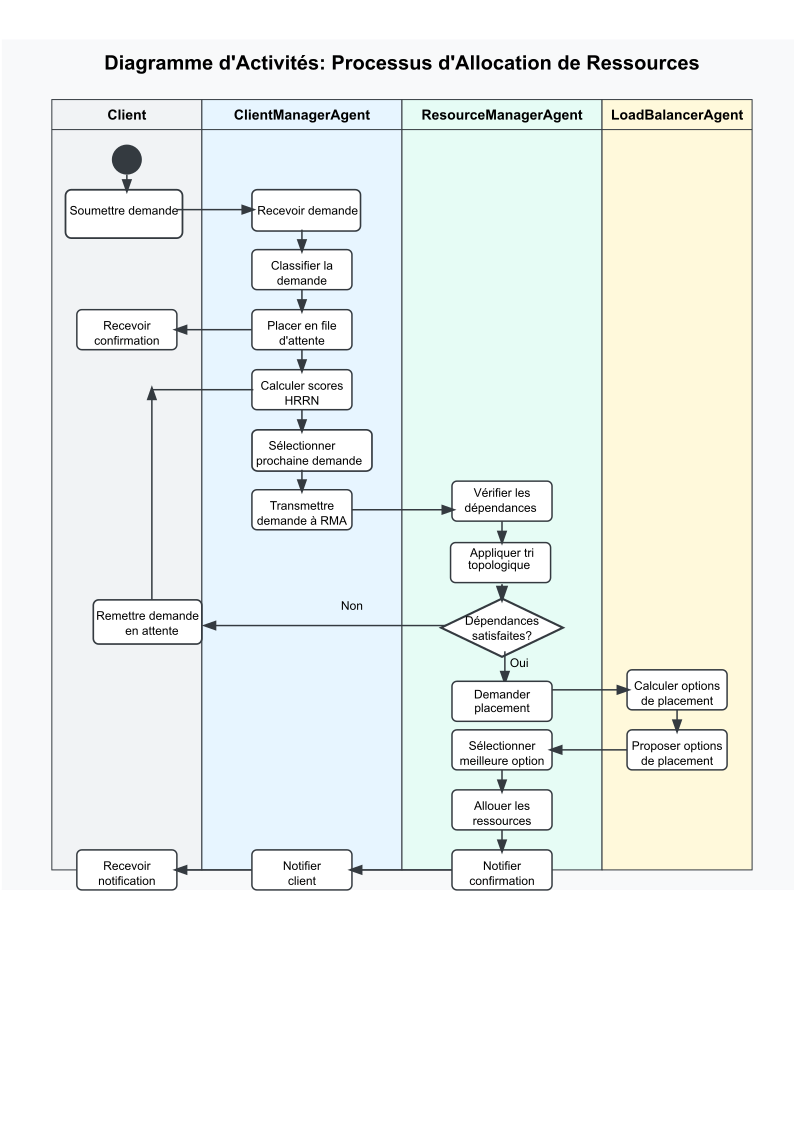 Diagramme d'Activités: Processus d'Allocation de Ressources
Client
ClientManagerAgent
ResourceManagerAgent
LoadBalancerAgent
Soumettre demande
Recevoir demande
Classifier la
demande
Recevoir
confirmation
Placer en file
d'attente
Calculer scores
HRRN
Sélectionner
prochaine demande
Transmettre
demande à RMA
Vérifier les
dépendances
Appliquer tri
topologique
Remettre demande
en attente
Non
Dépendances
satisfaites?
Oui
Demander
placement
Calculer options
de placement
Sélectionner
meilleure option
Proposer options
de placement
Allouer les
ressources
Recevoir
notification
Notifier
client
Notifier
confirmation